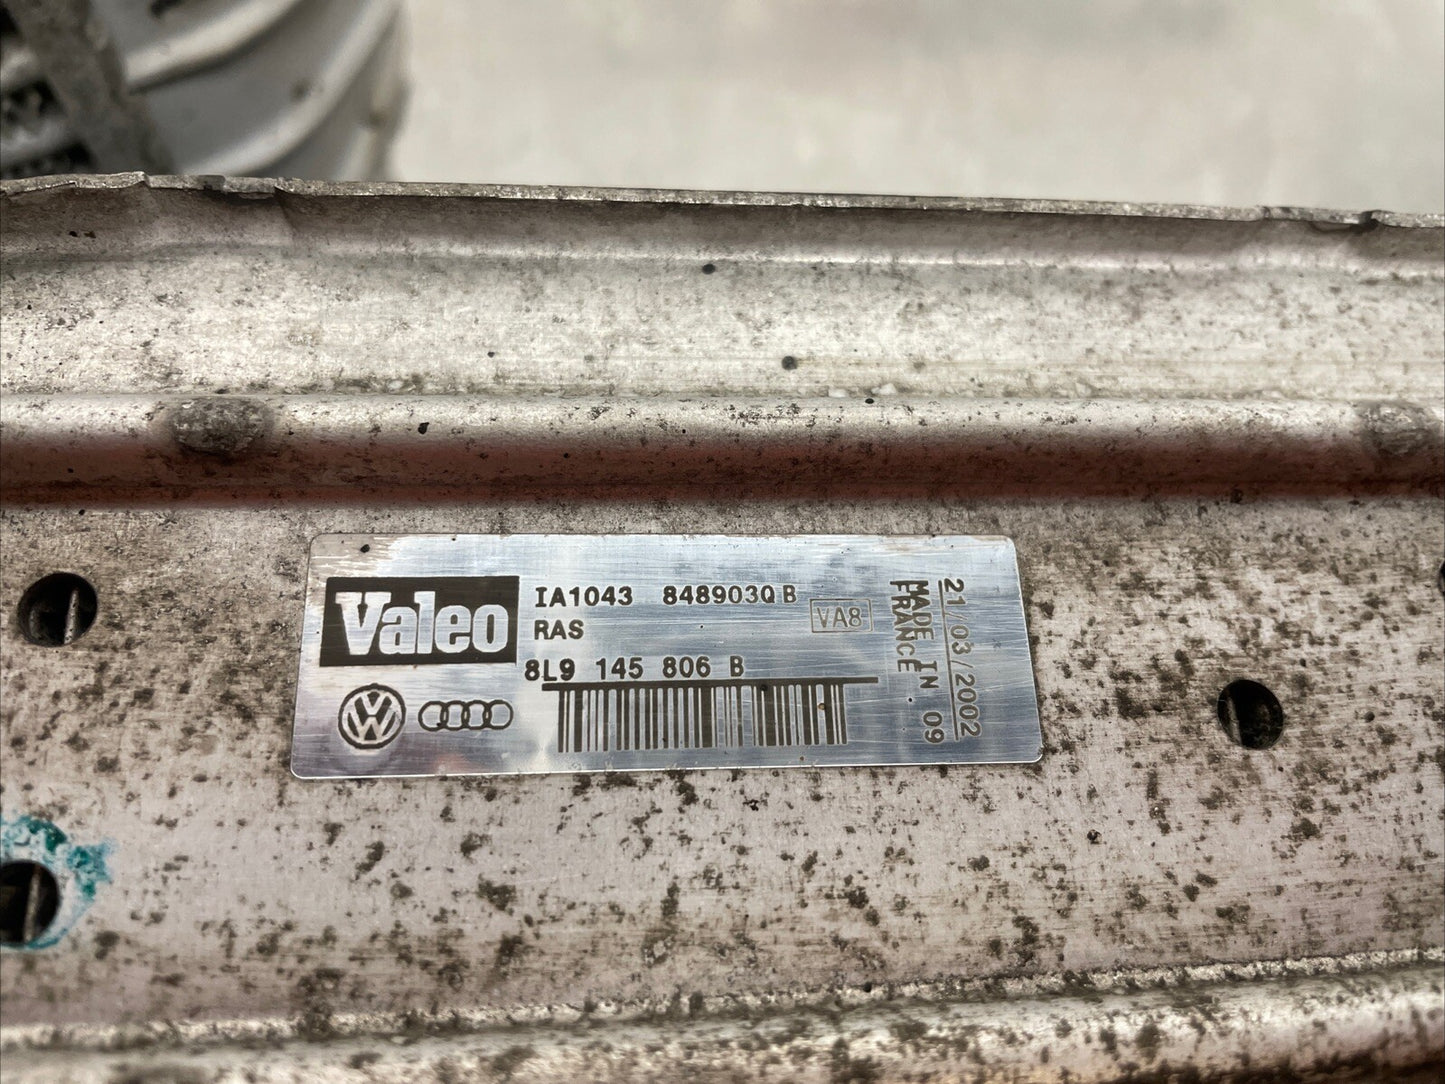 Valeo
IA1043 848903Q B
RAS
VA8
8L9 145 806 B
21/03/2002
MADE IN
FRANCE . 09